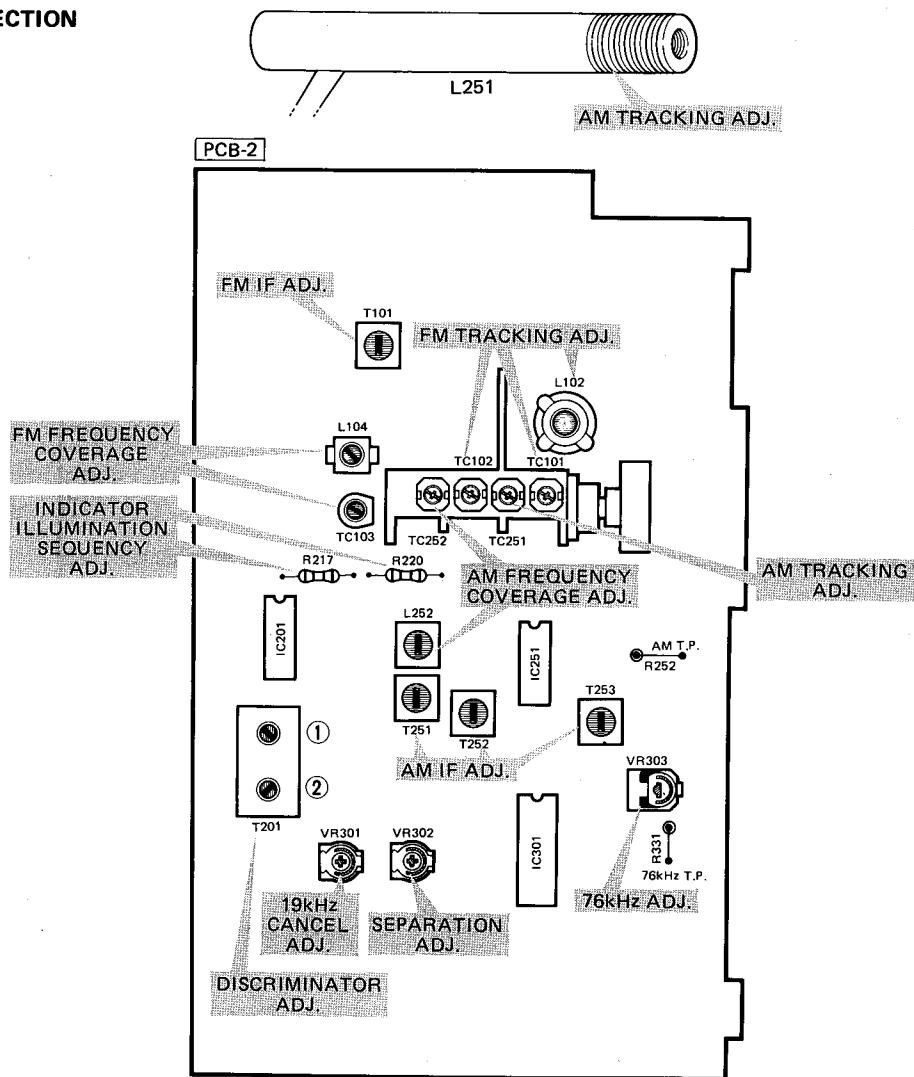 ECTION
L251
AM TRACKING ADJ.
PCB-2
FM IF ADJ.
T101
FM TRACKING ADJ.
L102
L104
FM FREQUENCY
COVERAGE
ADJ.
TC102
TC101
INDICATOR
ILLUMINATION
SEQUENCY
ADJ.
TC103
TC252
TC251
R217
R220
AM FREQUENCY
COVERAGE ADJ.
AM TRACKING
ADJ.
IC201
L252
IC251
AM T.P.
R252
T251
T252
T253
AM IF ADJ.
①
②
T201
VR303
VR301
VR302
IC301
R331
76kHz T.P.
19kHz
CANCEL
ADJ.
SEPARATION
ADJ.
76kHz ADJ.
DISCRIMINATOR
ADJ.